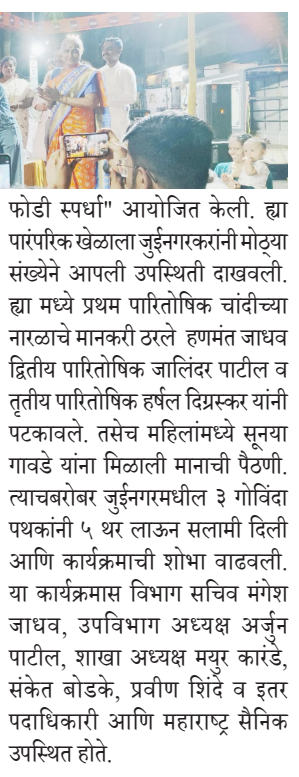 फोडी स्पर्धा" आयोजित केली. ह्या
पारंपरिक खेळाला जुईनगरकरांनी मोठ्या
संख्येने आपली उपस्थिती दाखवली.
ह्या मध्ये प्रथम पारितोषिक चांदीच्या
नारळाचे मानकरी ठरले हणमंत जाधव
द्वितीय पारितोषिक जालिंदर पाटील व
तृतीय पारितोषिक हर्षल दिग्रस्कर यांनी
पटकावले. तसेच महिलांमध्ये सूनया
गावडे यांना मिळाली मानाची पैठणी.
त्याचबरोबर जुईनगरमधील ३ गोविंदा
पथकांनी ५ थर लाऊन सलामी दिली
आणि कार्यक्रमाची शोभा वाढवली.
या कार्यक्रमास विभाग सचिव मंगेश
जाधव, उपविभाग अध्यक्ष अर्जुन
पाटील, शाखा अध्यक्ष मयुर कारंडे,
संकेत बोडके, प्रवीण शिंदे व इतर
पदाधिकारी आणि महाराष्ट्र सैनिक
उपस्थित होते.